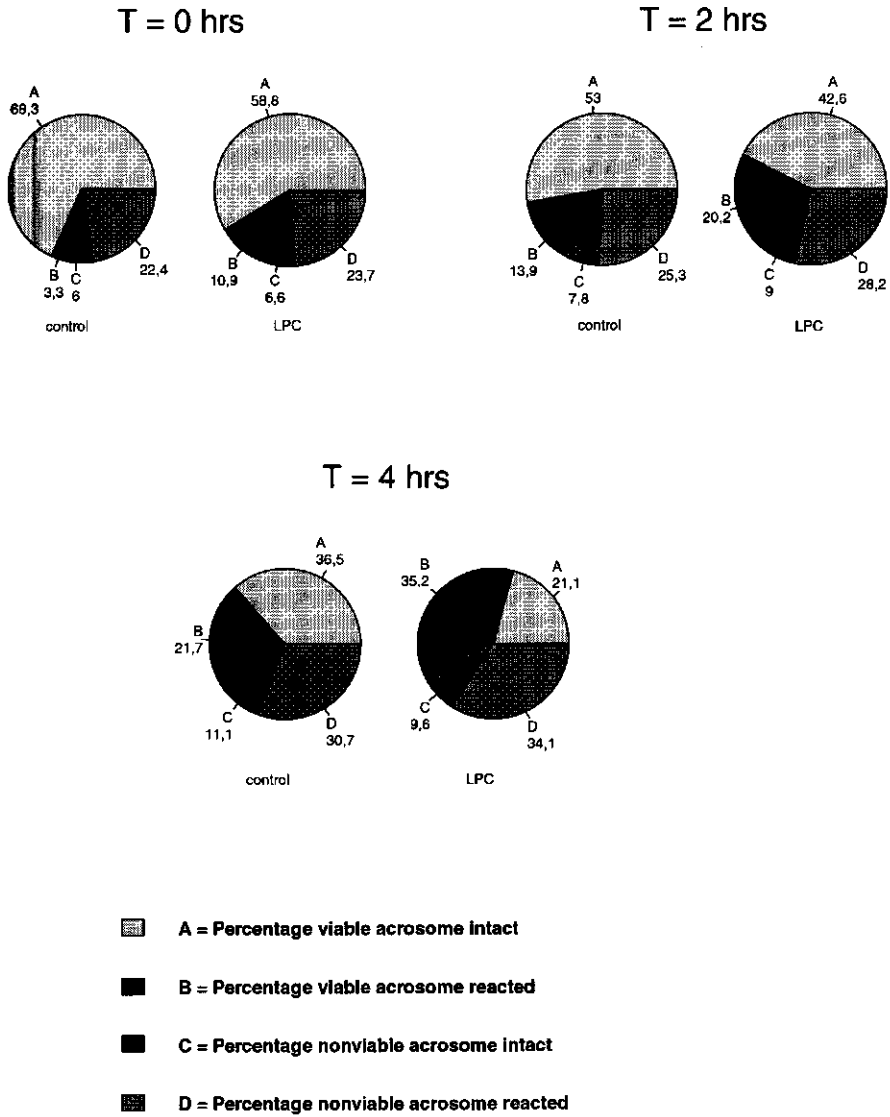 T = 0 hrs
T = 2 hrs
A
68,3
B
3,3
C
6
D
22,4
control
A
58,8
B
10,9
C
6,6
D
23,7
LPC
A
53
B
13,9
C
7,8
D
25,3
control
A
42,6
B
20,2
C
9
D
28,2
LPC
T = 4 hrs
A
36,5
B
21,7
C
11,1
D
30,7
control
B
35,2
A
21,1
C
9,6
D
34,1
LPC
A = Percentage viable acrosome intact
B = Percentage viable acrosome reacted
C = Percentage nonviable acrosome intact
D = Percentage nonviable acrosome reacted